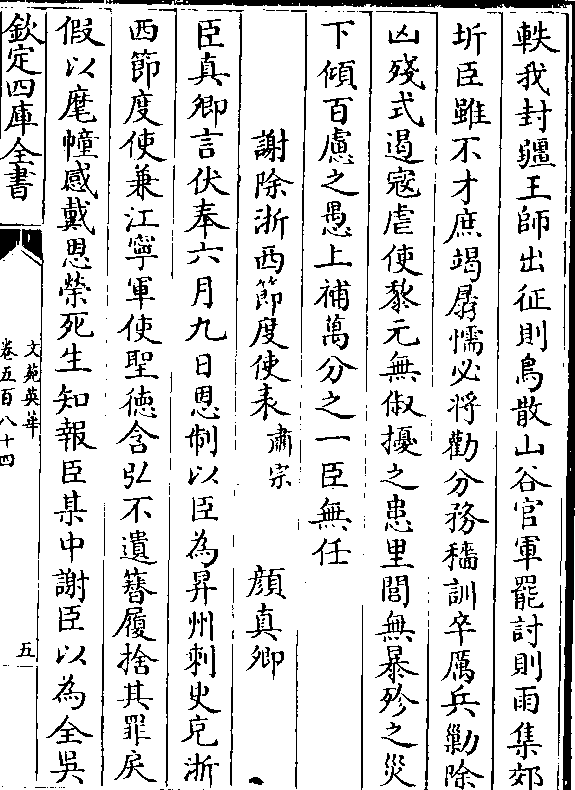 軼我封疆王師出征則鳥散山谷官軍罷討則雨集郊
圻臣雖不才庶竭孱懦必將勸分務穡訓卒厲兵勦除
凶殘式遏寇虐使黎元無俶擾之患里閭無暴殄之災
下傾百慮之愚上補萬分之一臣無任
謝除浙西節度使表 肅宗 顔真卿
臣真卿言伏奉六月九日恩制以臣為昇州刺史充浙
西節度使兼江寧軍使聖徳含弘不遺簪履捨其罪戾
假以麾幢感戴恩榮死生知報臣某中謝臣以為全吳
欽定四庫全書
文苑英華
卷五百八十四
五